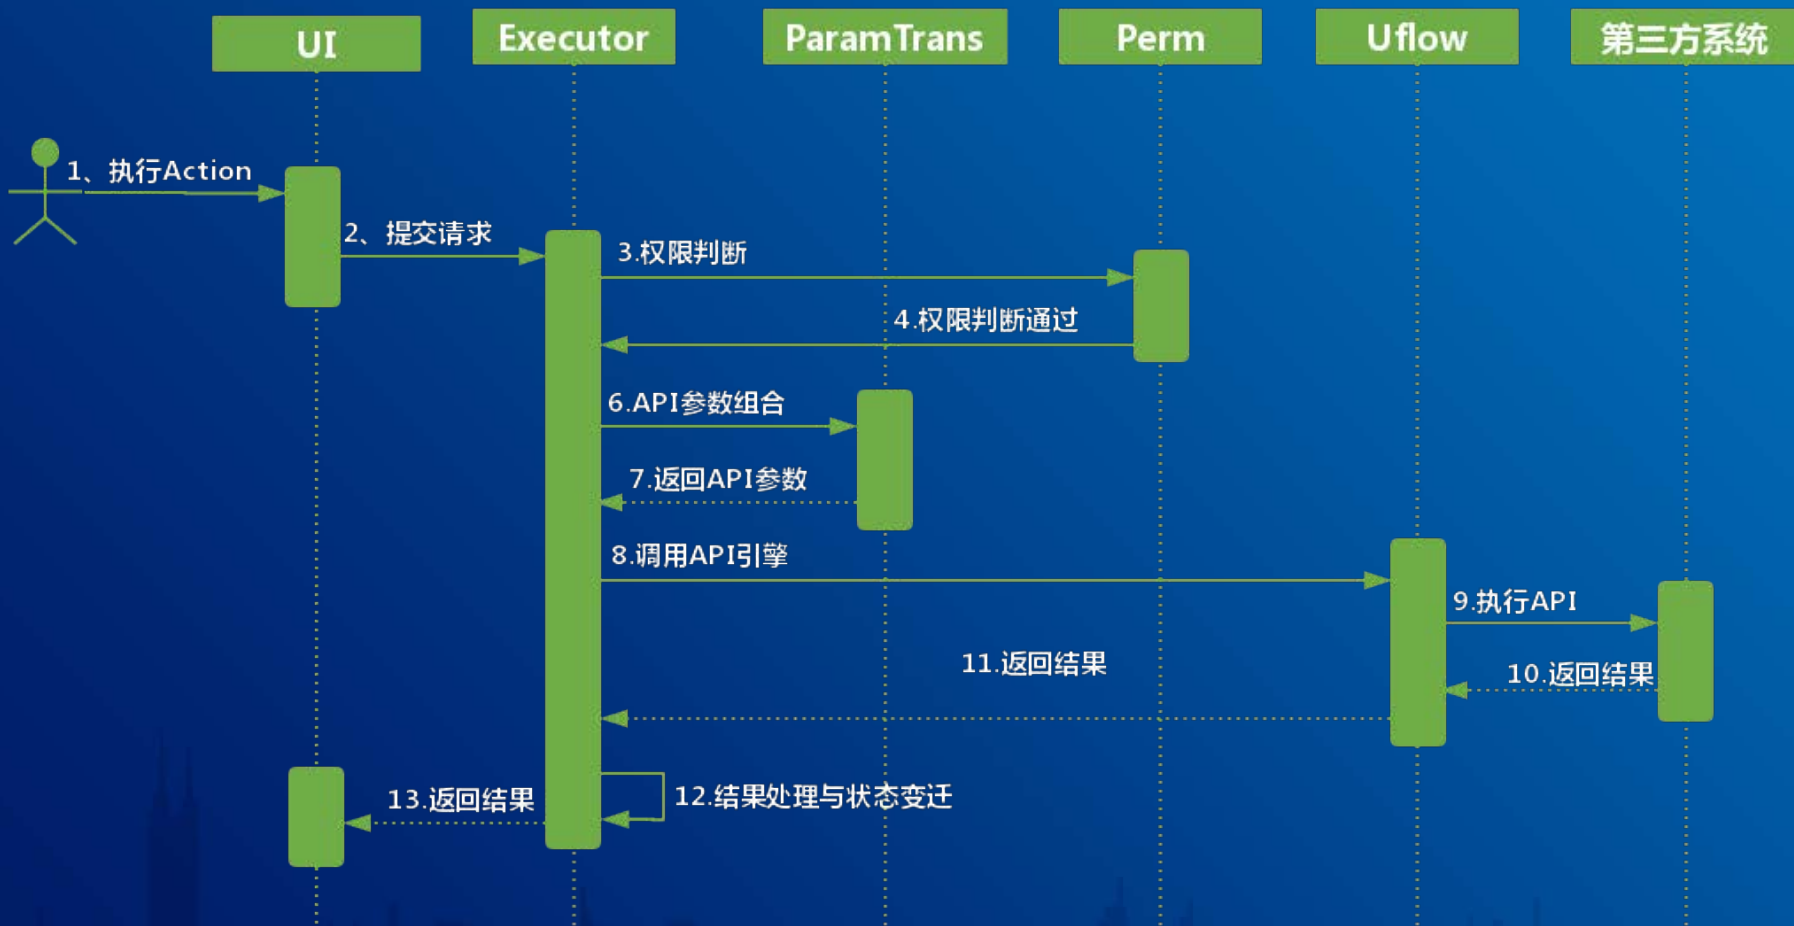 UI
Executor
ParamTrans
Perm
Uflow
第三方系统
1、执行Action
2、提交请求
3.权限判断
4.权限判断通过
6.API参数组合
7.返回API参数
8.调用API引擎
9.执行API
11.返回结果
10.返回结果
13.返回结果
12.结果处理与状态变迁